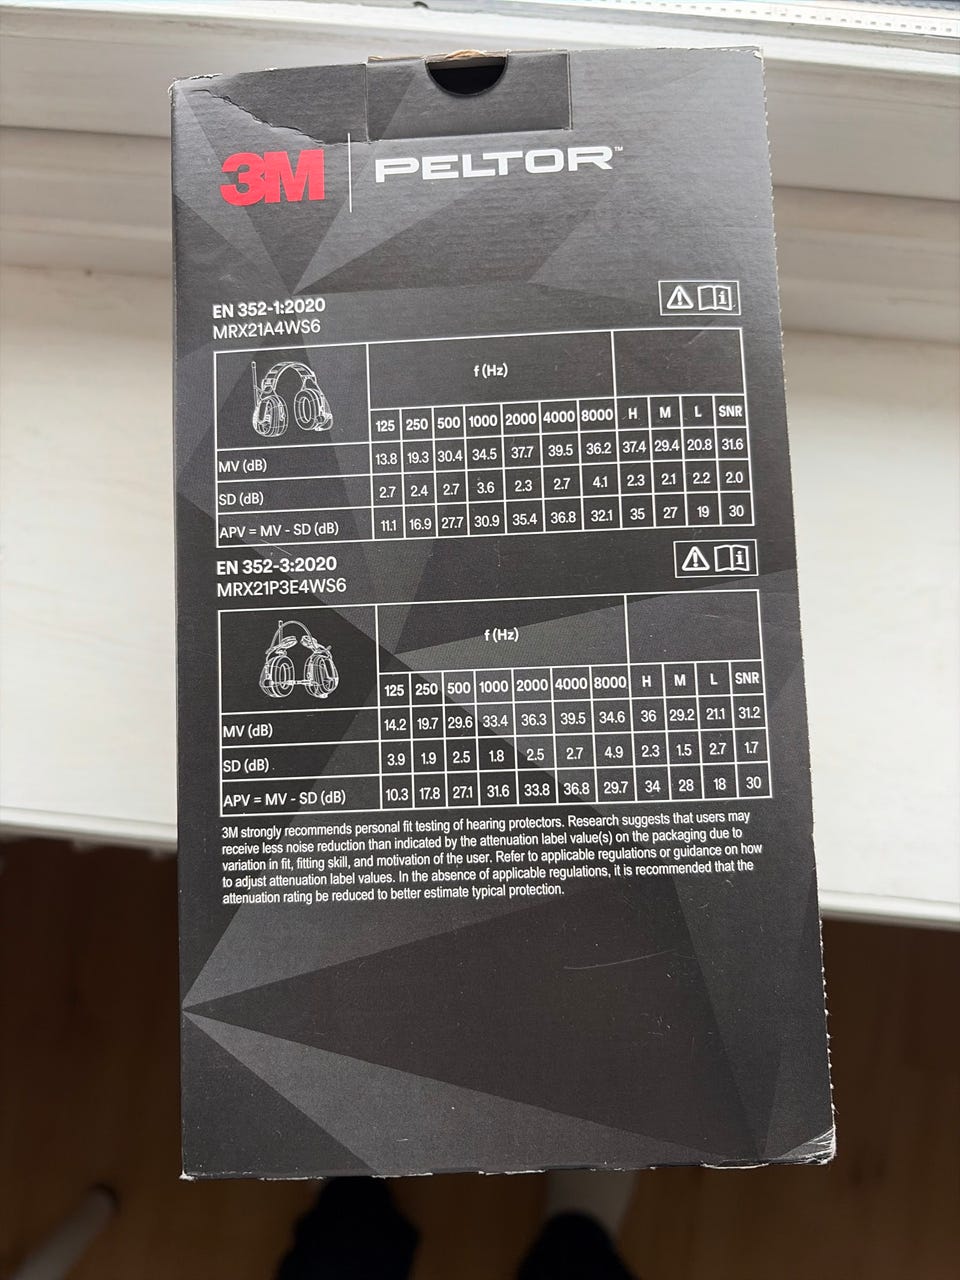 3M | PELTOR™
EN 352-1:2020
MRX21A4WS6
f (Hz)
125 250 500 1000 2000 4000 8000 H M L SNR
MV (dB) 13.8 19.3 30.4 34.5 37.7 39.5 36.2 37.4 29.4 20.8 31.6
SD (dB) 2.7 2.4 2.7 3.6 2.3 2.7 4.1 2.3 2.1 2.2 2.0
APV = MV - SD (dB) 11.1 16.9 27.7 30.9 35.4 36.8 32.1 35 27 19 30
EN 352-3:2020
MRX21P3E4WS6
f (Hz)
125 250 500 1000 2000 4000 8000 H M L SNR
MV (dB) 14.2 19.7 29.6 33.4 36.3 39.5 34.6 36 29.2 21.1 31.2
SD (dB) 3.9 1.9 2.5 1.8 2.5 2.7 4.9 2.3 1.5 2.7 1.7
APV = MV - SD (dB) 10.3 17.8 27.1 31.6 33.8 36.8 29.7 34 28 18 30
3M strongly recommends personal fit testing of hearing protectors. Research suggests that users may
receive less noise reduction than indicated by the attenuation label value(s) on the packaging due to
variation in fit, fitting skill, and motivation of the user. Refer to applicable regulations or guidance on how
to adjust attenuation label values. In the absence of applicable regulations, it is recommended that the
attenuation rating be reduced to better estimate typical protection.